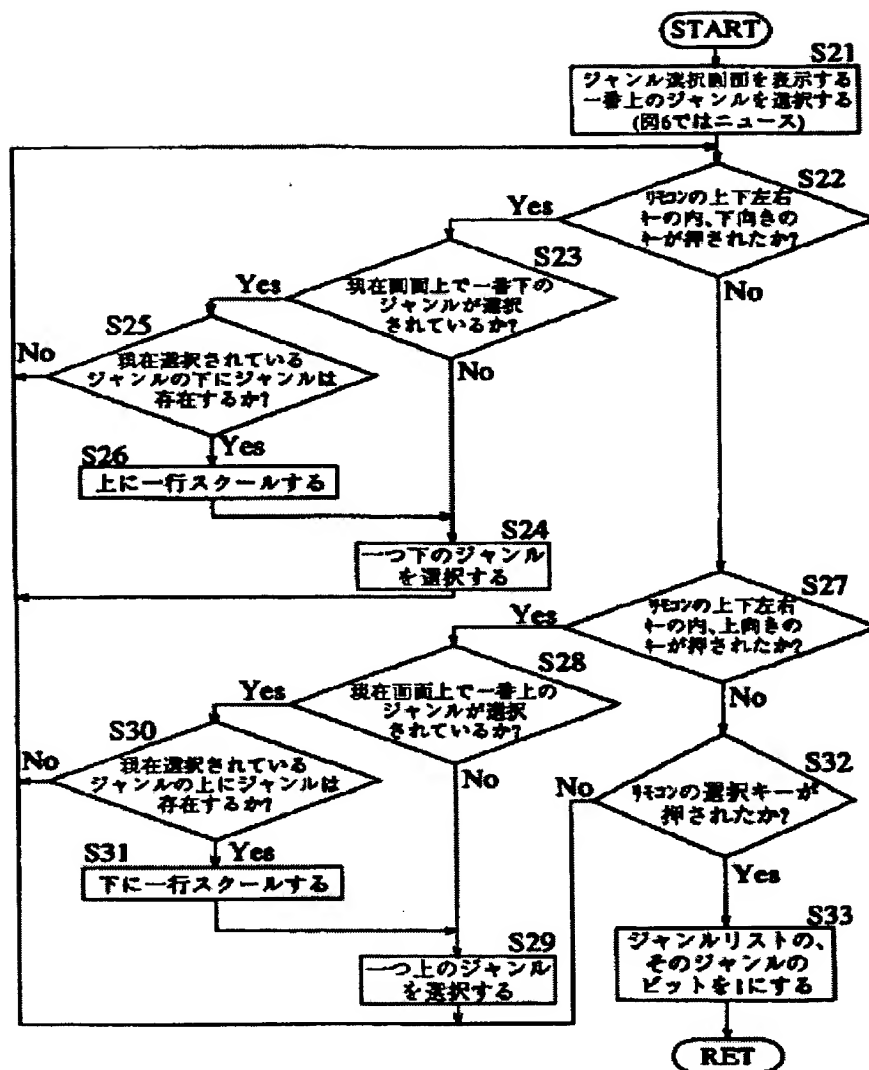 START
S21
ジャンル選択画面を表示する
一番上のジャンルを選択する
(図6ではニュース)
S22
リモコンの上下左右
キーの内、下向きの
キーが押されたか?
Yes
No
S23
現在画面上で一番下の
ジャンルが選択
されているか?
Yes
No
S25
現在選択されている
ジャンルの下にジャンルは
存在するか?
No
Yes
S26
上に一行スクールする
S24
一つ下のジャンル
を選択する
S27
リモコンの上下左右
キーの内、上向きの
キーが押されたか?
Yes
No
S28
現在画面上で一番上の
ジャンルが選択
されているか?
Yes
No
S30
現在選択されている
ジャンルの上にジャンルは
存在するか?
No
Yes
S31
下に一行スクールする
S29
一つ上のジャンル
を選択する
S32
リモコンの選択キーが
押されたか?
No
Yes
S33
ジャンルリストの、
そのジャンルの
ビットを1にする
RET